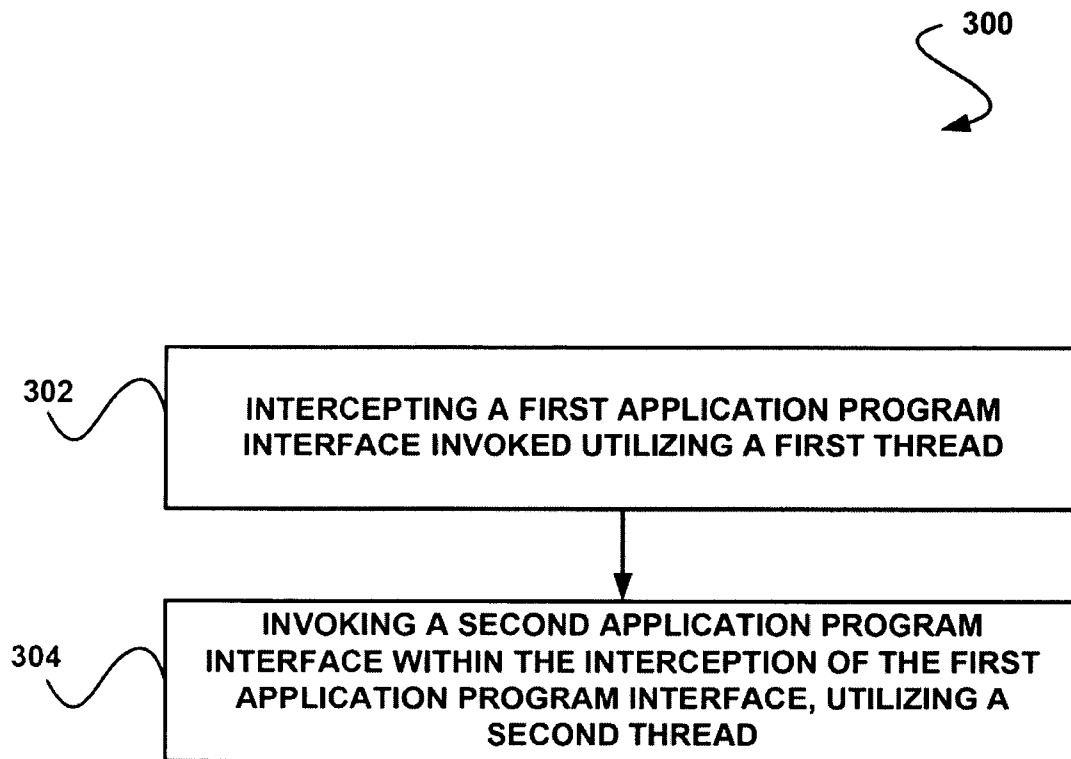 300
302
INTERCEPTING A FIRST APPLICATION PROGRAM
INTERFACE INVOKED UTILIZING A FIRST THREAD
304
INVOKING A SECOND APPLICATION PROGRAM
INTERFACE WITHIN THE INTERCEPTION OF THE FIRST
APPLICATION PROGRAM INTERFACE, UTILIZING A
SECOND THREAD